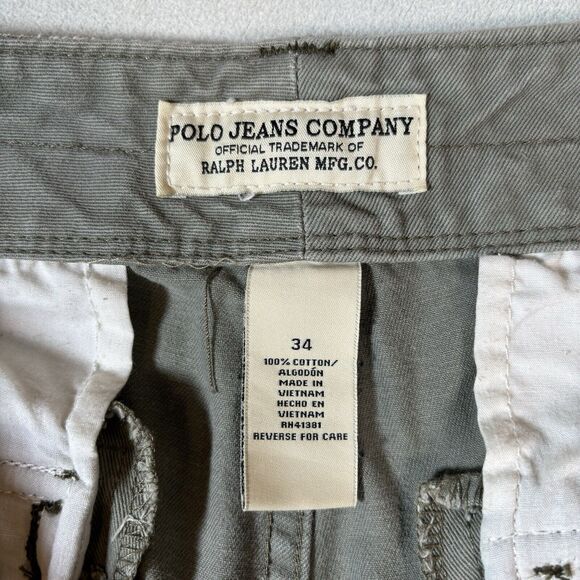 POLO JEANS COMPANY
OFFICIAL TRADEMARK OF
RALPH LAUREN MFG.CO.
34
100% COTTON/
ALGODÓN
MADE IN
VIETNAM
HECHO EN
VIETNAM
RH41381
REVERSE FOR CARE